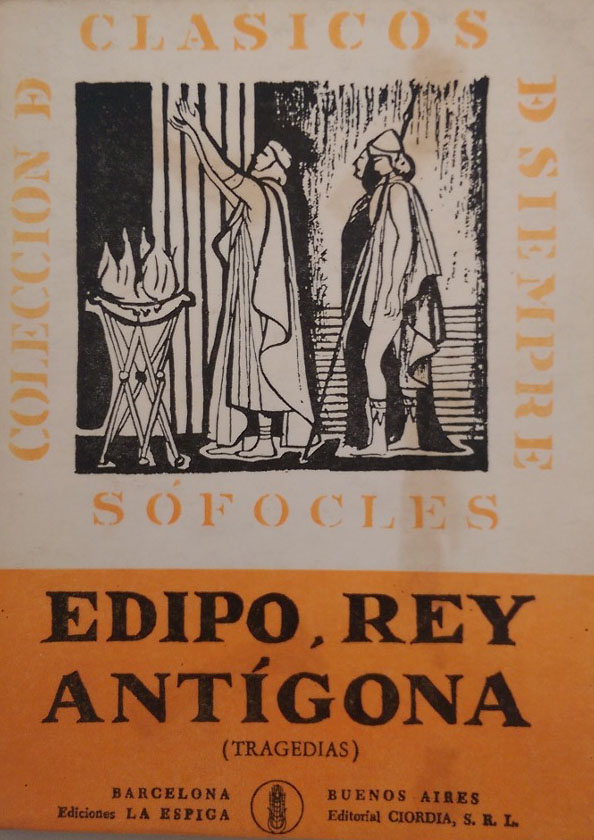 CLASICOS
COLECCION DE
DE SIEMPRE
SÓFOCLES
EDIPO, REY
ANTÍGONA
(TRAGEDIAS)
BARCELONA
Ediciones LA ESPIGA
BUENOS AIRES
Editorial CIORDIA, S. R. L.